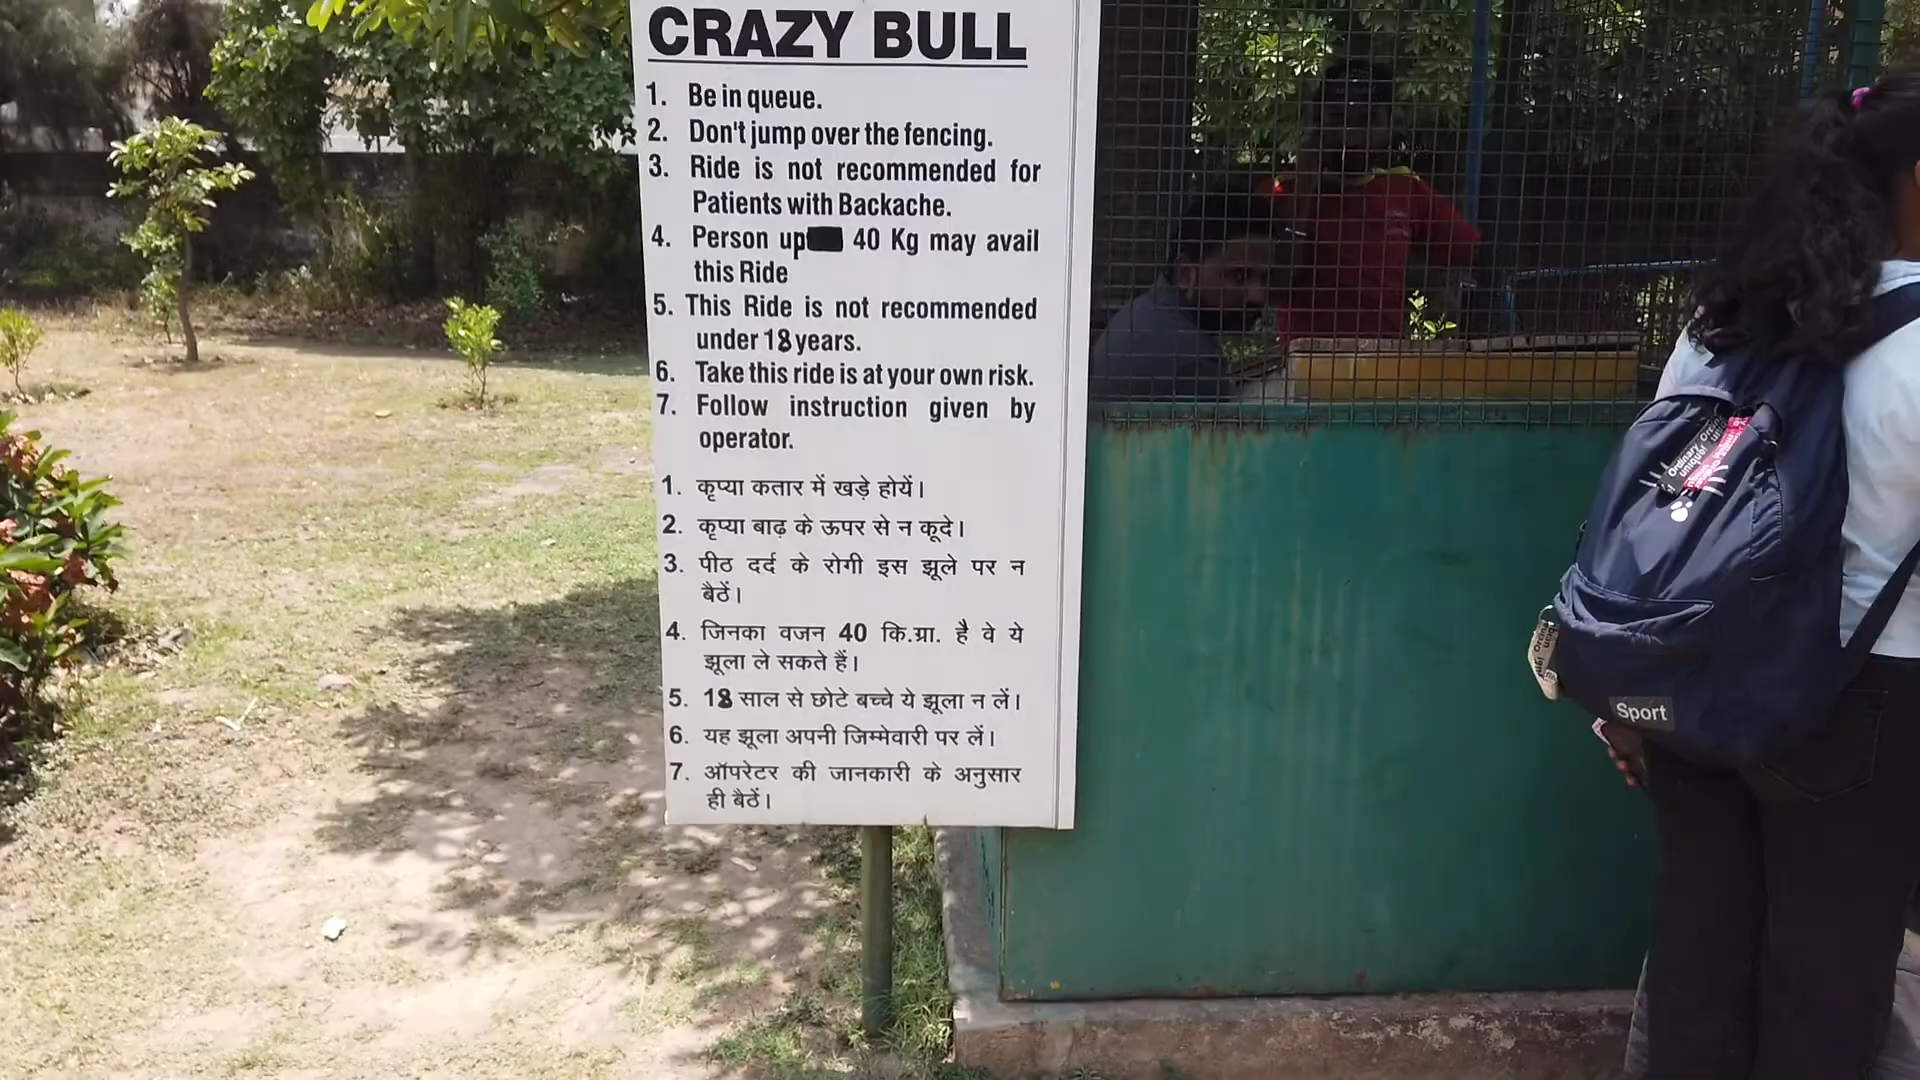 CRAZY BULL
1. Be in queue.
2. Don't jump over the fencing.
3. Ride is not recommended for
Patients with Backache.
4. Person up 40 Kg may avail
this Ride
5. This Ride is not recommended
under 18 years.
6. Take this ride is at your own risk.
7. Follow instruction given by
operator.
1. कृप्या कतार में खड़े होयें।
2. कृप्या बाढ़ के ऊपर से न कूदे।
3. पीठ दर्द के रोगी इस झूले पर न
बैठें।
4. जिनका वजन 40 कि.ग्रा. है वे ये
झूला ले सकते हैं।
5. 18 साल से छोटे बच्चे ये झूला न लें।
6. यह झूला अपनी जिम्मेवारी पर लें।
7. ऑपरेटर की जानकारी के अनुसार
ही बैठें।
Ordinary
unique!
Sport